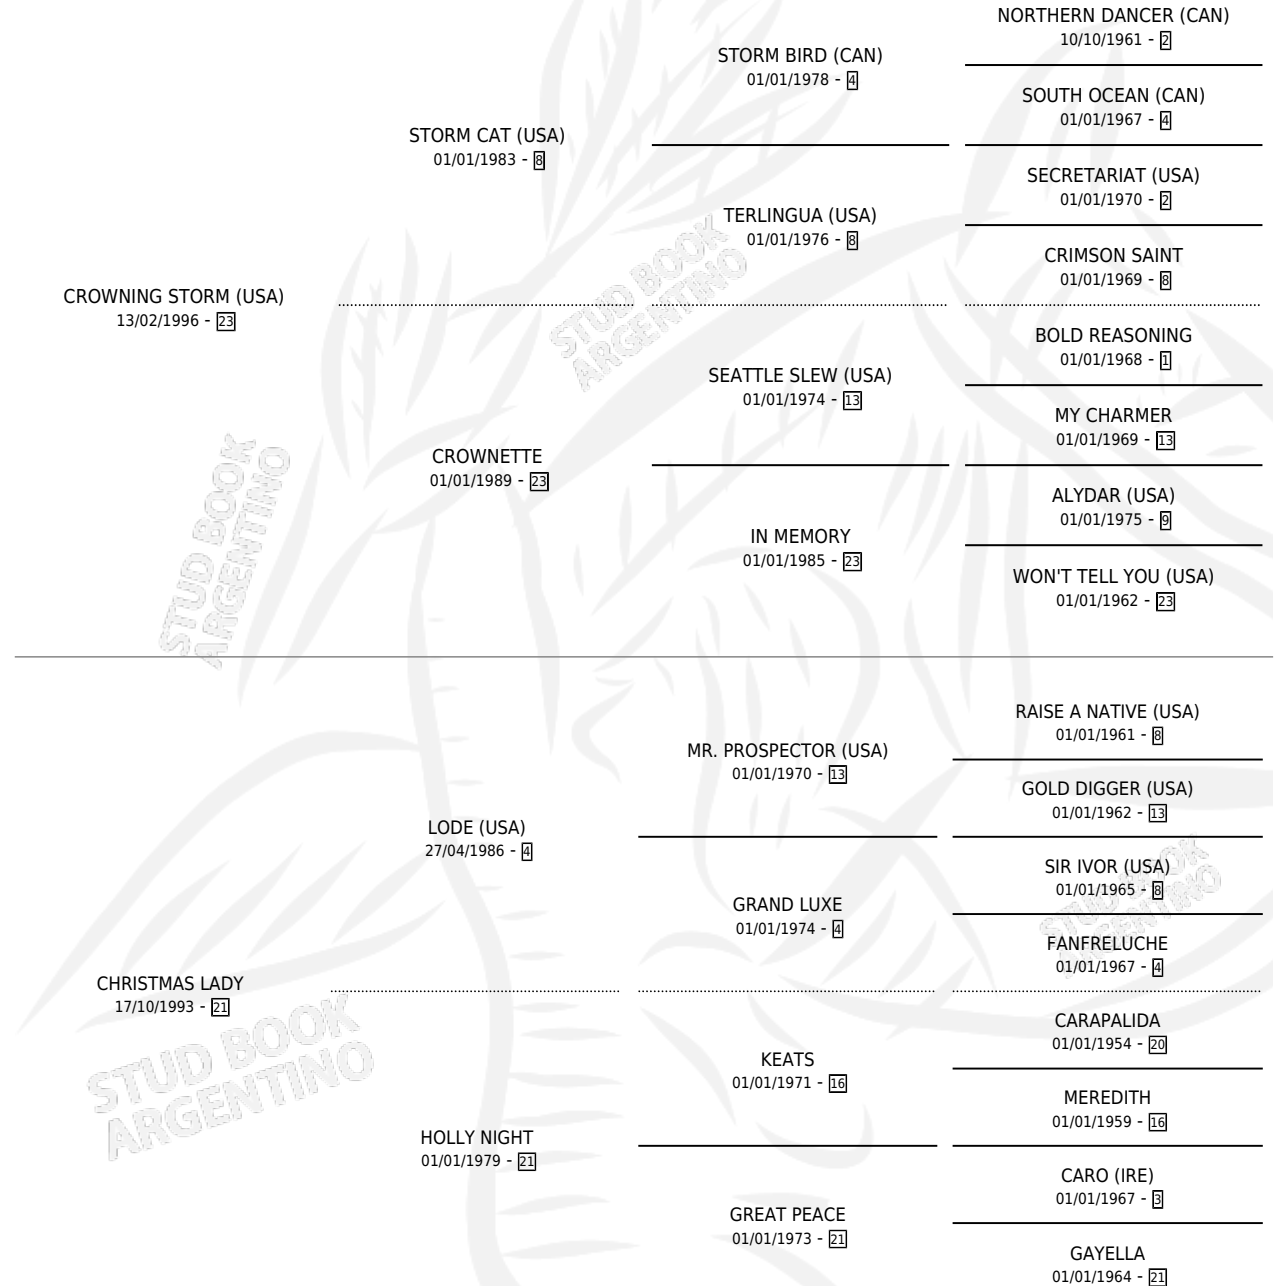 NORTHERN DANCER (CAN)
10/10/1961 - 2
STORM BIRD (CAN)
01/01/1978 - 4
SOUTH OCEAN (CAN)
01/01/1967 - 4
STORM CAT (USA)
01/01/1983 - 8
SECRETARIAT (USA)
01/01/1970 - 2
TERLINGUA (USA)
01/01/1976 - 8
CRIMSON SAINT
01/01/1969 - 8
CROWNING STORM (USA)
13/02/1996 - 23
STUD BOOK
ARGENTINO
BOLD REASONING
01/01/1968 - 1
SEATTLE SLEW (USA)
01/01/1974 - 13
MY CHARMER
01/01/1969 - 13
CROWNETTE
01/01/1989 - 23
ALYDAR (USA)
01/01/1975 - 9
IN MEMORY
01/01/1985 - 23
WON'T TELL YOU (USA)
01/01/1962 - 23
STUD BOOK
ARGENTINO
RAISE A NATIVE (USA)
01/01/1961 - 8
MR. PROSPECTOR (USA)
01/01/1970 - 13
GOLD DIGGER (USA)
01/01/1962 - 13
LODE (USA)
27/04/1986 - 4
SIR IVOR (USA)
01/01/1965 - 8
GRAND LUXE
01/01/1974 - 4
STUD BOOK
ARGENTINO
FANFRELUCHE
01/01/1967 - 4
CHRISTMAS LADY
17/10/1993 - 21
CARAPALIDA
01/01/1954 - 20
KEATS
01/01/1971 - 16
STUD BOOK
ARGENTINO
MEREDITH
01/01/1959 - 16
HOLLY NIGHT
01/01/1979 - 21
CARO (IRE)
01/01/1967 - 3
GREAT PEACE
01/01/1973 - 21
GAYELLA
01/01/1964 - 21